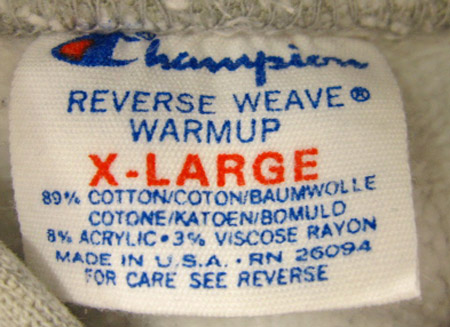 Champion
REVERSE WEAVE®
WARMUP
X-LARGE
89% COTTON/COTON/BAUMWOLLE
COTONE/KATOEN/BOMULD
8% ACRYLIC • 3% VISCOSE RAYON
MADE IN U.S.A. • RN 26094
FOR CARE SEE REVERSE